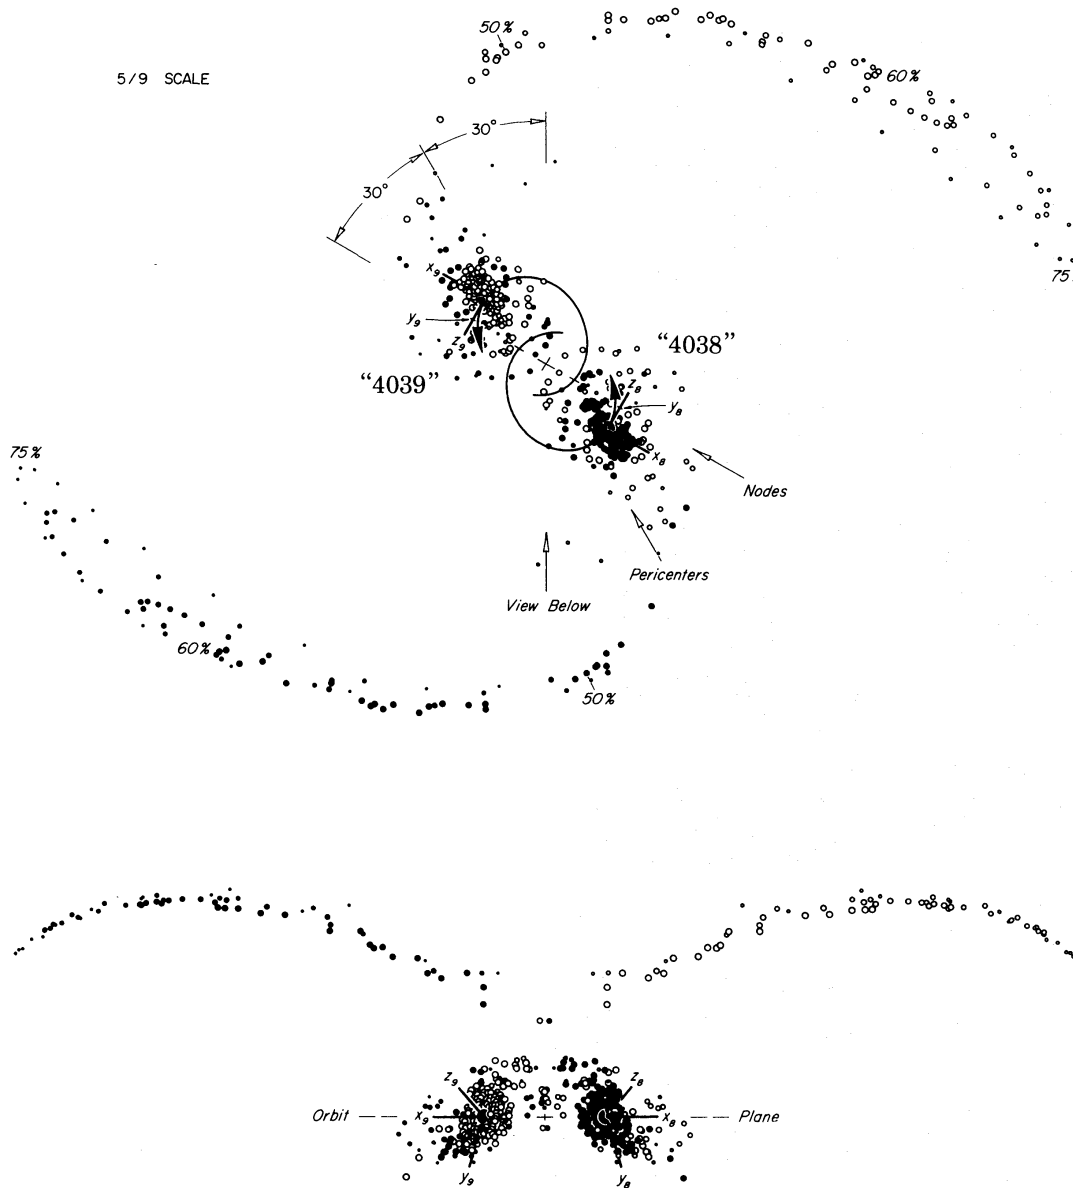 50%
5/9 SCALE
60%
30°
30°
75%
x₉
y₉
z₉
"4038"
"4039"
z₈
y₈
x₈
75%
Nodes
Pericenters
View Below
60%
50%
z₉
z₈
Orbit
x₉
x₈
Plane
y₉
y₈